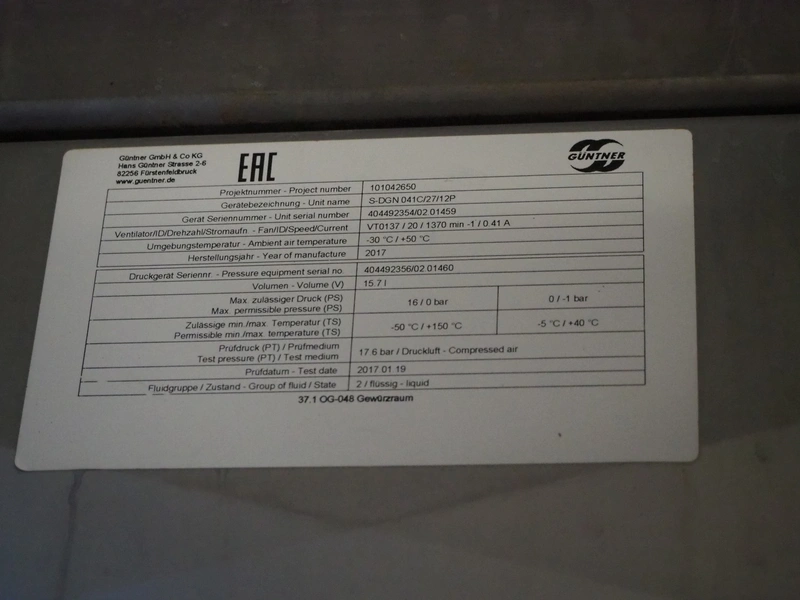 Güntner GmbH & Co KG
Hans Güntner Strasse 2-6
82256 Fürstenfeldbruck
www.guentner.de
EAC
GÜNTNER
Projektnummer - Project number 101042650
Gerätebezeichnung - Unit name S-DGN 041C/27/12P
Gerät Seriennummer - Unit serial number 404492354/02 01459
Ventilator/ID/Drehzahl/Stromaufn. - Fan/ID/Speed/Current VT0137 / 20 / 1370 min -1 / 0.41 A
Umgebungstemperatur - Ambient air temperature -30 °C / +50 °C
Herstellungsjahr - Year of manufacture 2017
Druckgerät Seriennr. - Pressure equipment serial no. 404492356/02 01460
Volumen - Volume (V) 15.7 l
Max. zulässiger Druck (PS)
Max. permissible pressure (PS) 16 / 0 bar 0 / -1 bar
Zulässige min./max. Temperatur (TS)
Permissible min./max. temperature (TS) -50 °C / +150 °C -5 °C / +40 °C
Prüfdruck (PT) / Prüfmedium
Test pressure (PT) / Test medium 17.6 bar / Druckluft - Compressed air
Prüfdatum - Test date 2017.01.19
Fluidgruppe / Zustand - Group of fluid / State 2 / flüssig - liquid
37.1 OG-048 Gewürzraum